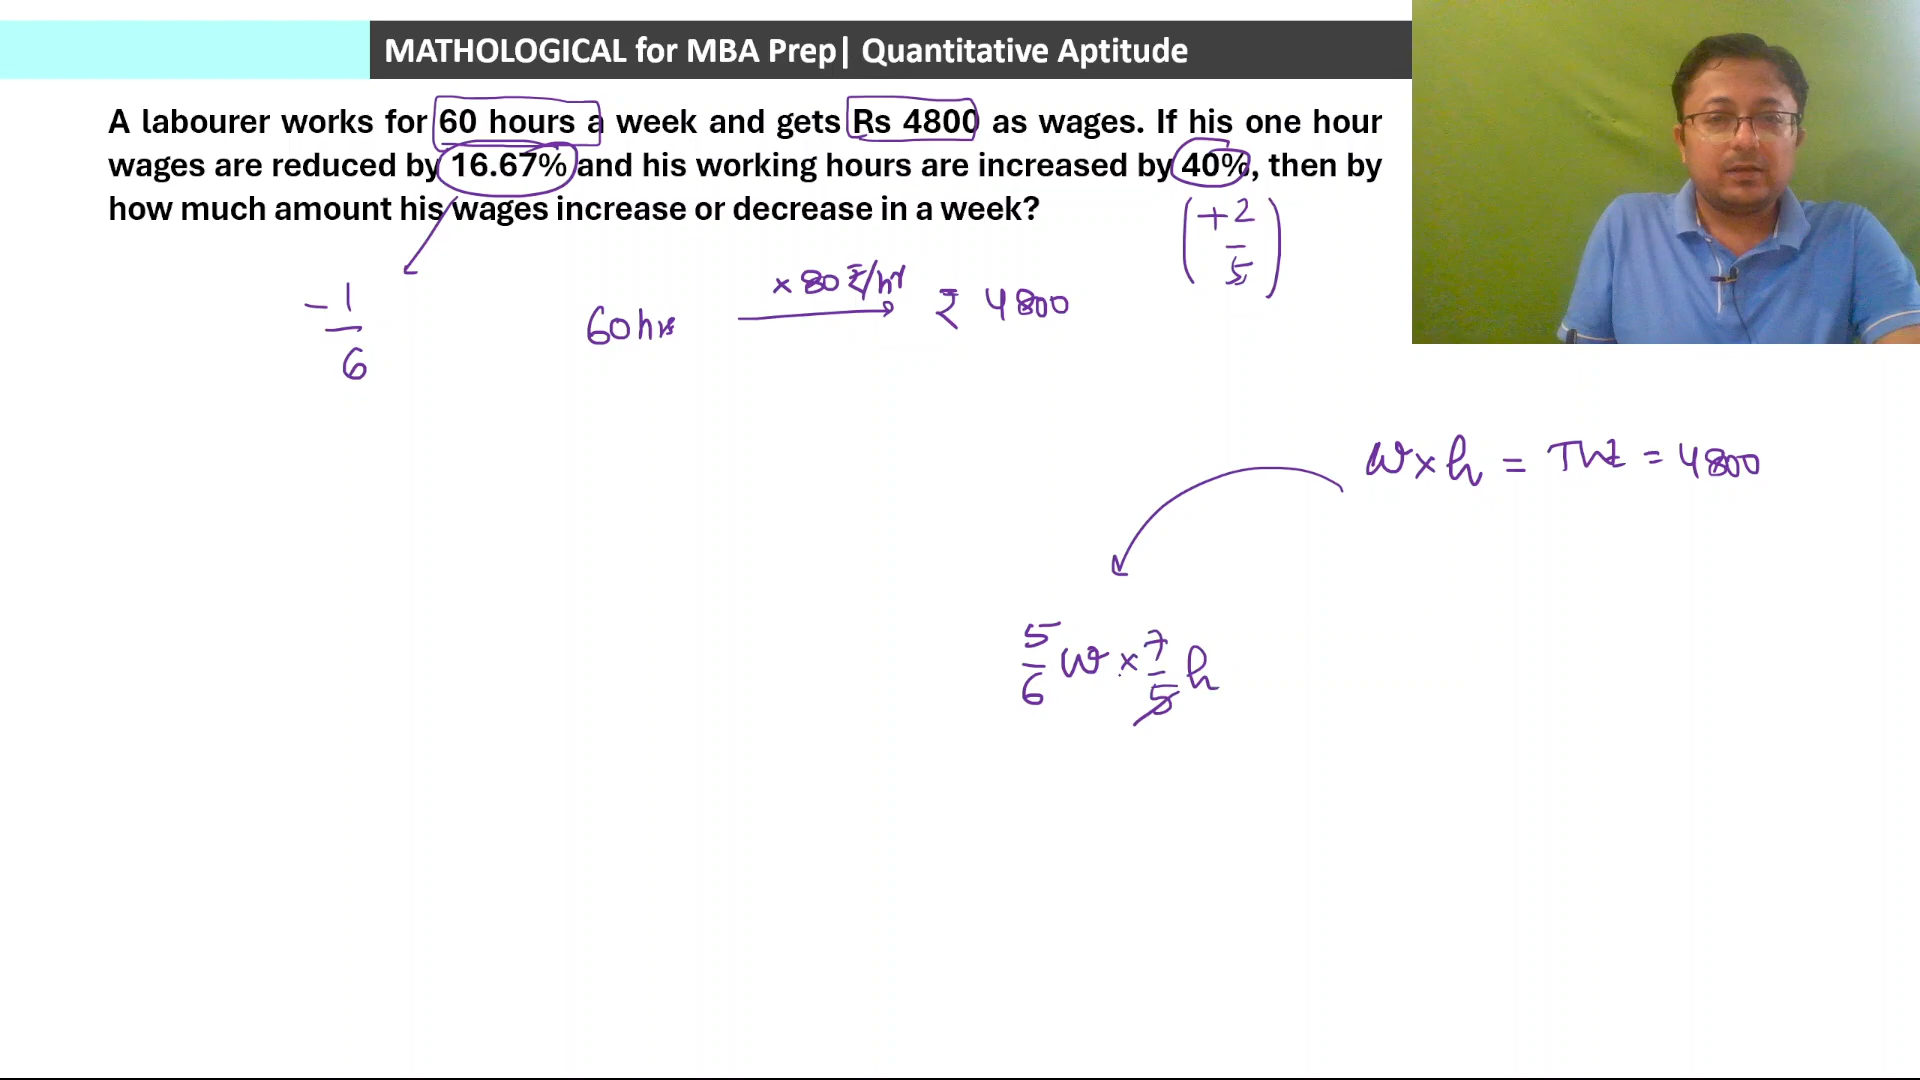 MATHOLOGICAL for MBA Prep| Quantitative Aptitude
A labourer works for 60 hours a week and gets Rs 4800 as wages. If his one hour
wages are reduced by 16.67% and his working hours are increased by 40%, then by
how much amount his wages increase or decrease in a week?
(+2/5)
-1/6
60 hrs
× 80 ₹/hr
₹ 4800
w × h = TW = 4800
5/6 w × 7/5 h